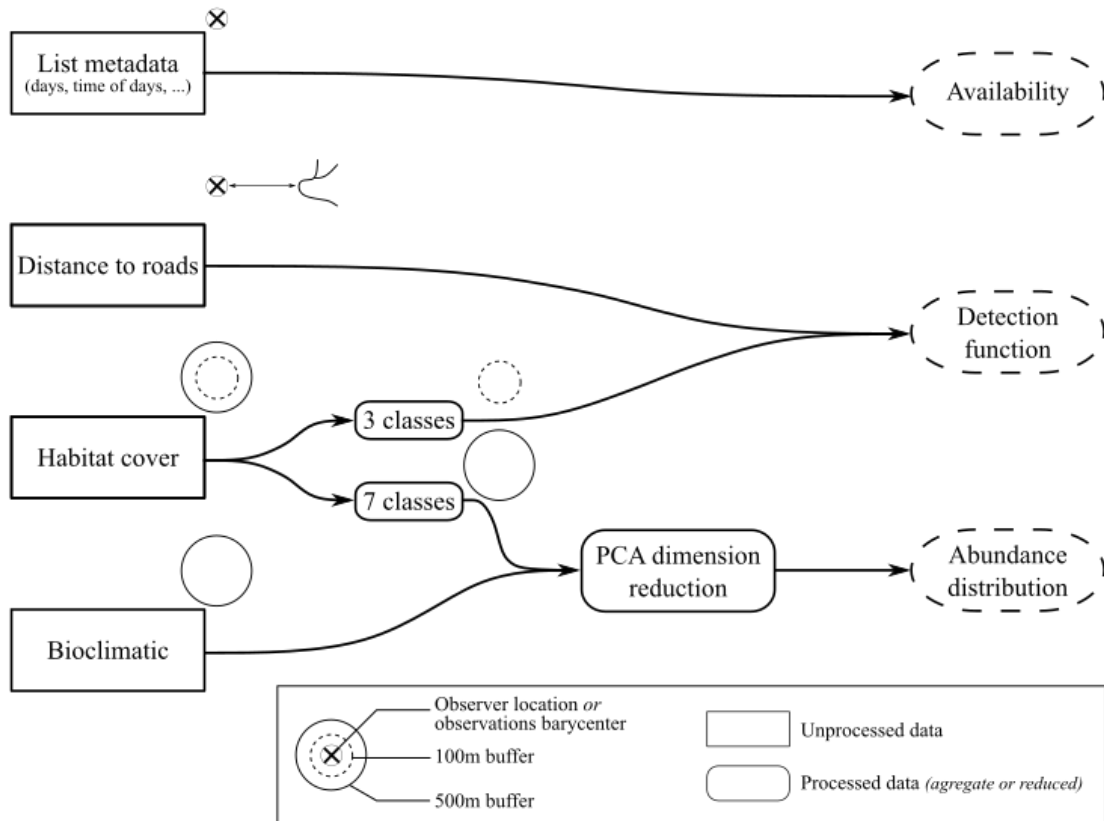 List metadata
(days, time of days, ...)
Availability
Distance to roads
Detection
function
3 classes
Habitat cover
7 classes
PCA dimension
reduction
Abundance
distribution
Bioclimatic
Observer location or
observations barycenter
100m buffer
500m buffer
Unprocessed data
Processed data (agregate or reduced)